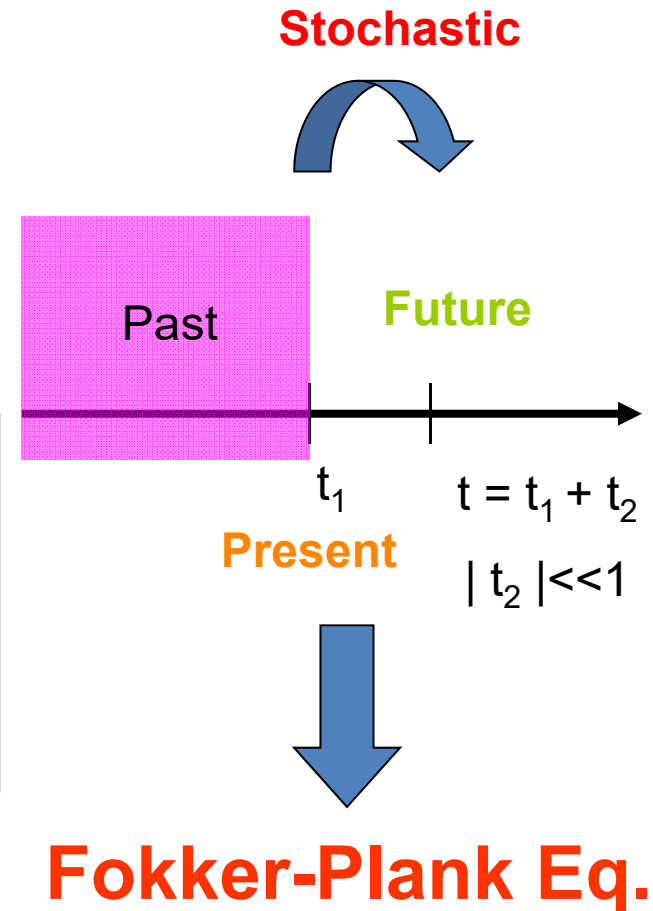 Stochastic
Past
Future
t₁
t = t₁ + t₂
Present
| t₂ |<<1
Fokker-Plank Eq.